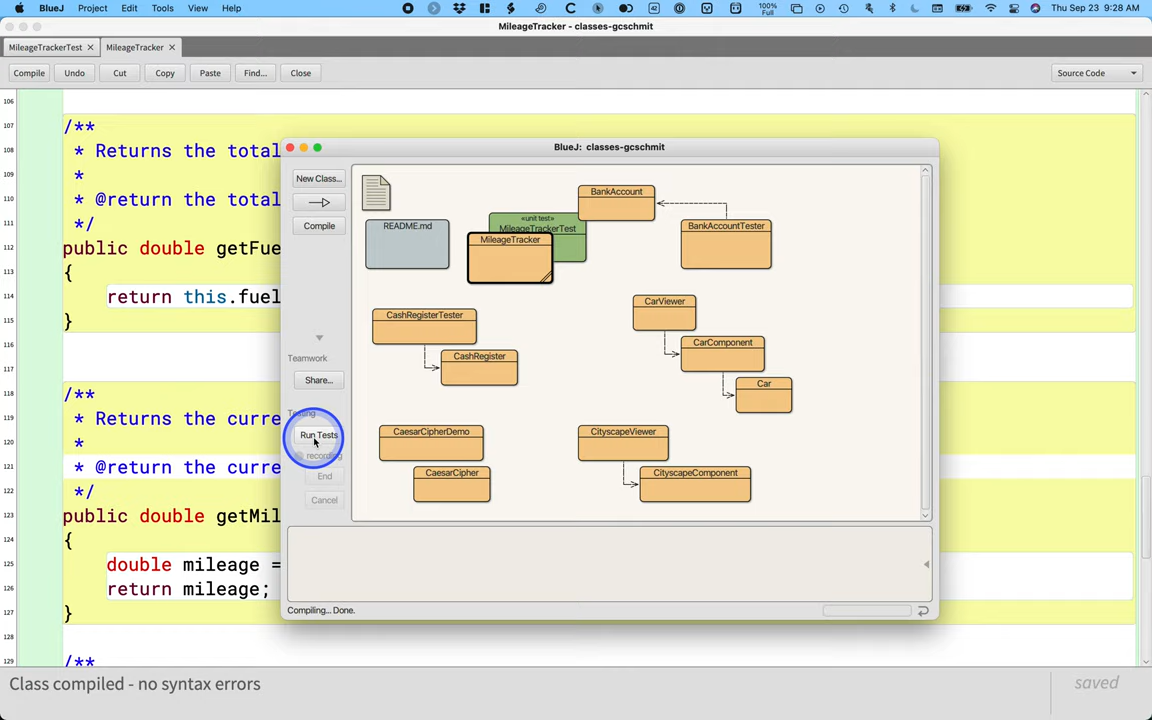 BlueJ Project Edit Tools View Help
42
100%
Full
Thu Sep 23 9:28 AM
MileageTracker - classes-gcschmit
MileageTrackerTest
MileageTracker
Compile
Undo
Cut
Copy
Paste
Find...
Close
Source Code
106
107 /**
108 * Returns the total
109 *
110 * @return the total
111 */
112 public double getFue
113 {
114 return this.fuel
115 }
116
117
118 /**
119 * Returns the curre
120 *
121 * @return the curre
122 */
123 public double getMil
124 {
125 double mileage =
126 return mileage;
127 }
128
129 /**
BlueJ: classes-gcschmit
New Class...
Compile
Teamwork
Share...
Testing
Run Tests
recording
End
Cancel
README.md
«unit test»
MileageTrackerTest
MileageTracker
BankAccount
BankAccountTester
CashRegisterTester
CashRegister
CarViewer
CarComponent
Car
CaesarCipherDemo
CaesarCipher
CityscapeViewer
CityscapeComponent
Compiling... Done.
Class compiled - no syntax errors
saved